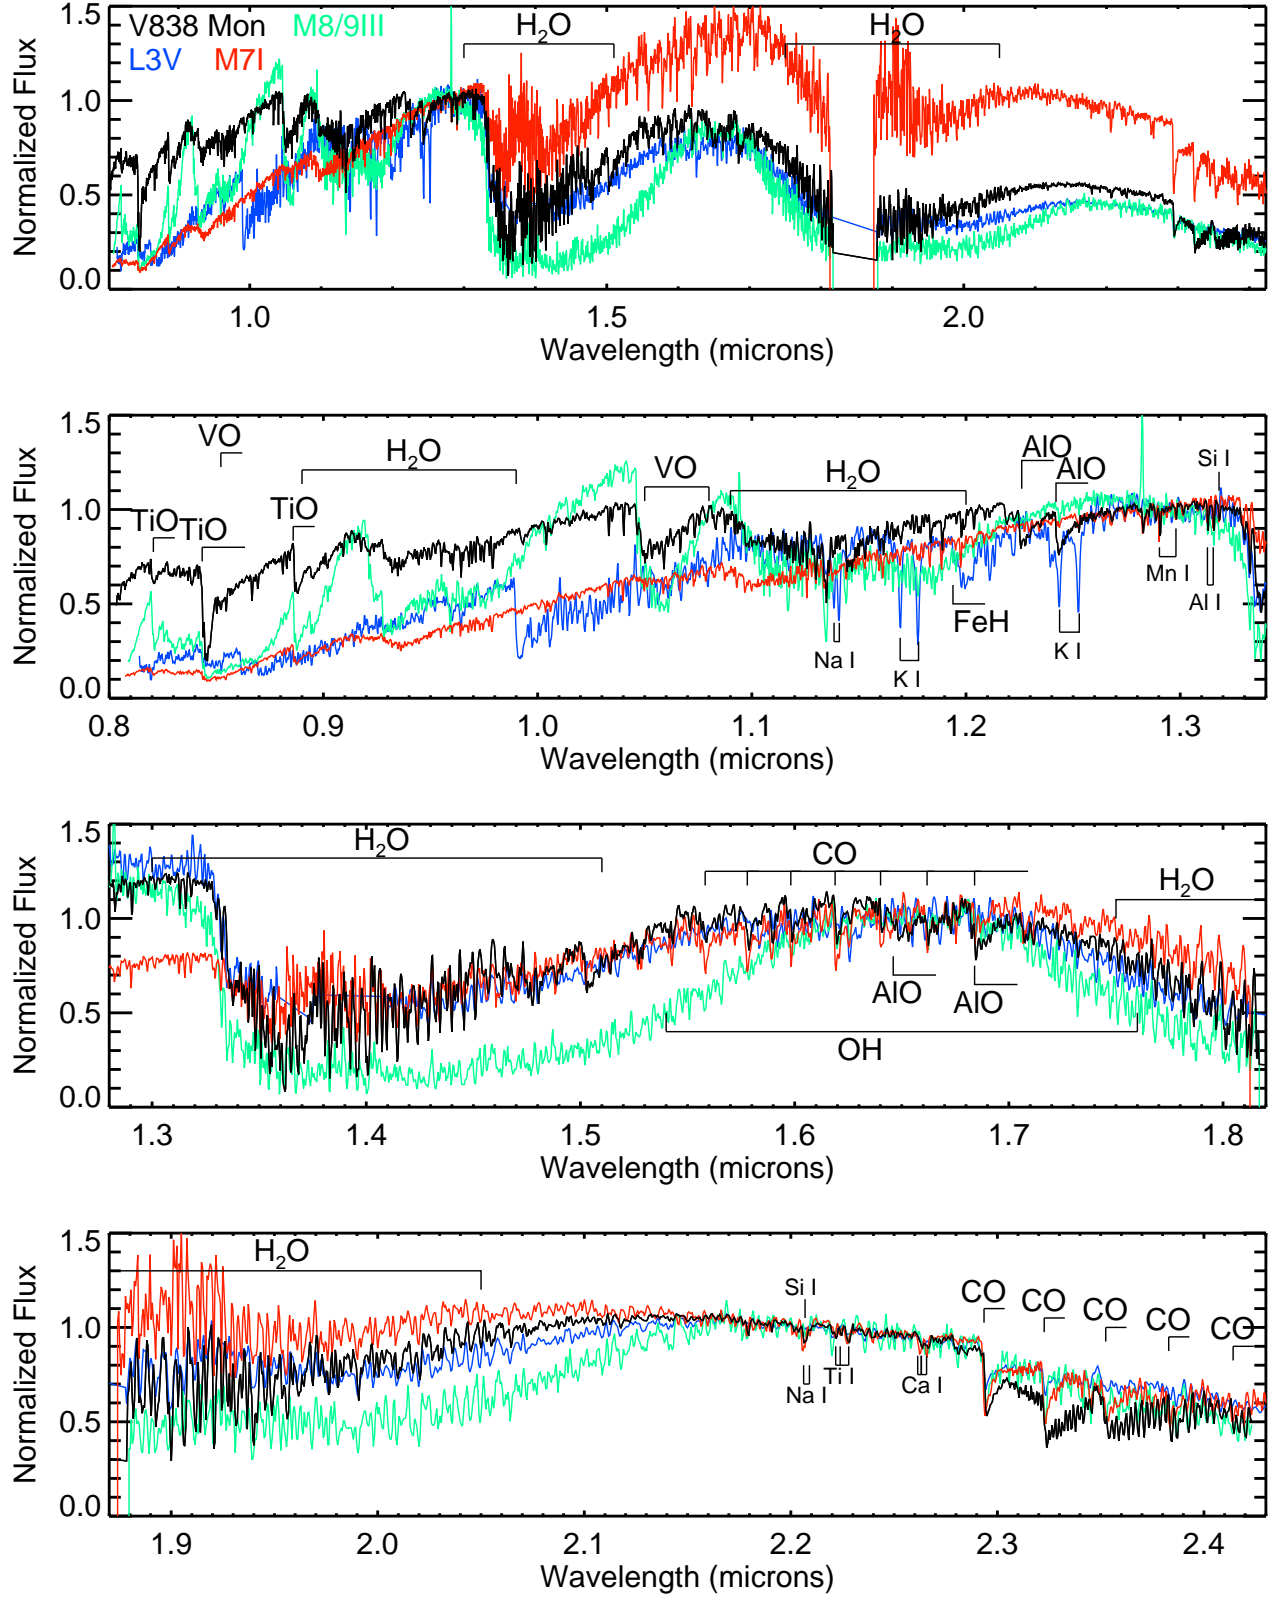 V838 Mon M8/9III
L3V M7I
H₂O H₂O
Normalized Flux
1.5
1.0
0.5
0.0
1.0 1.5 2.0
Wavelength (microns)
VO H₂O VO H₂O AlO AlO Si I
TiO TiO TiO
Na I K I FeH K I Mn I Al I
Normalized Flux
1.5
1.0
0.5
0.0
0.8 0.9 1.0 1.1 1.2 1.3
Wavelength (microns)
H₂O CO H₂O
AlO AlO
OH
Normalized Flux
1.5
1.0
0.5
0.0
1.3 1.4 1.5 1.6 1.7 1.8
Wavelength (microns)
H₂O Si I CO CO CO CO CO
Na I Ti I Ca I
Normalized Flux
1.5
1.0
0.5
0.0
1.9 2.0 2.1 2.2 2.3 2.4
Wavelength (microns)